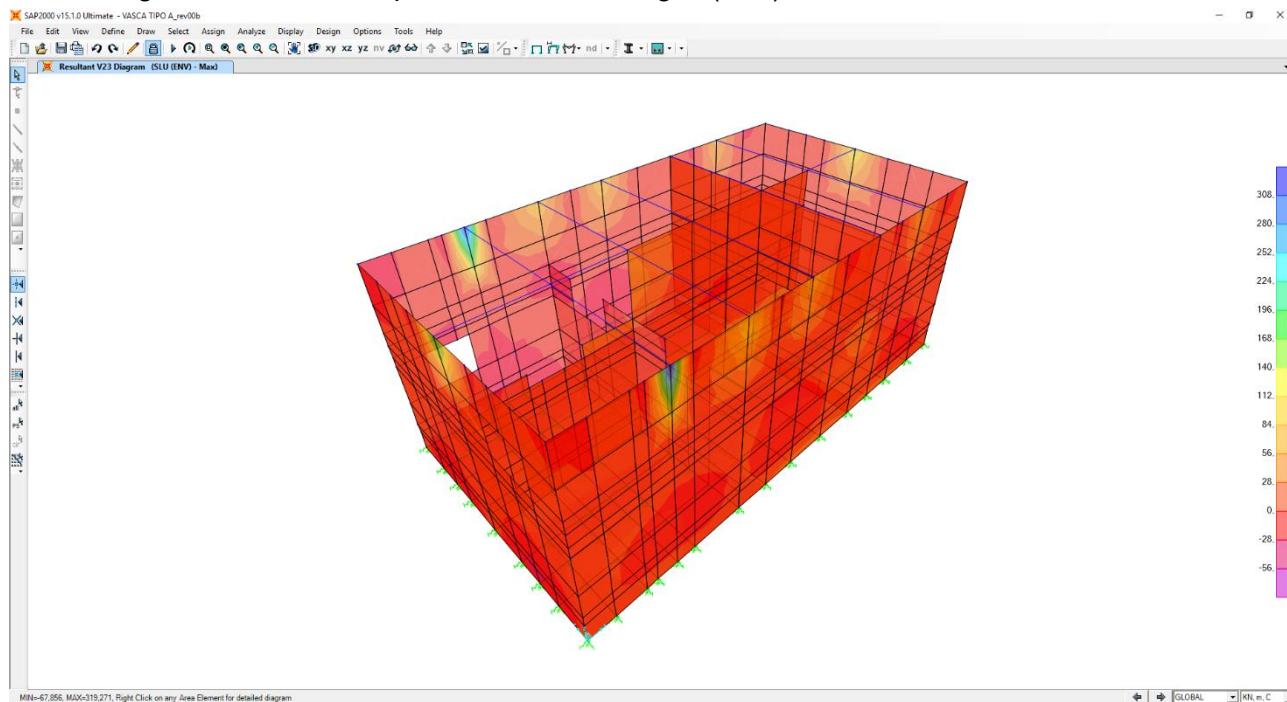 SAP2000 v15.1.0 Ultimate - VASCA TIPO A_rev00b
File Edit View Define Draw Select Assign Analyze Display Design Options Tools Help
xy xz yz nv
nd
Resultant V23 Diagram (SLU (ENV) - Max)
308.
280.
252.
224.
196.
168.
140.
112.
84.
56.
28.
0.
-28.
-56.
MIN=-67,856, MAX=319,271, Right Click on any Area Element for detailed diagram
GLOBAL
KN, m, C